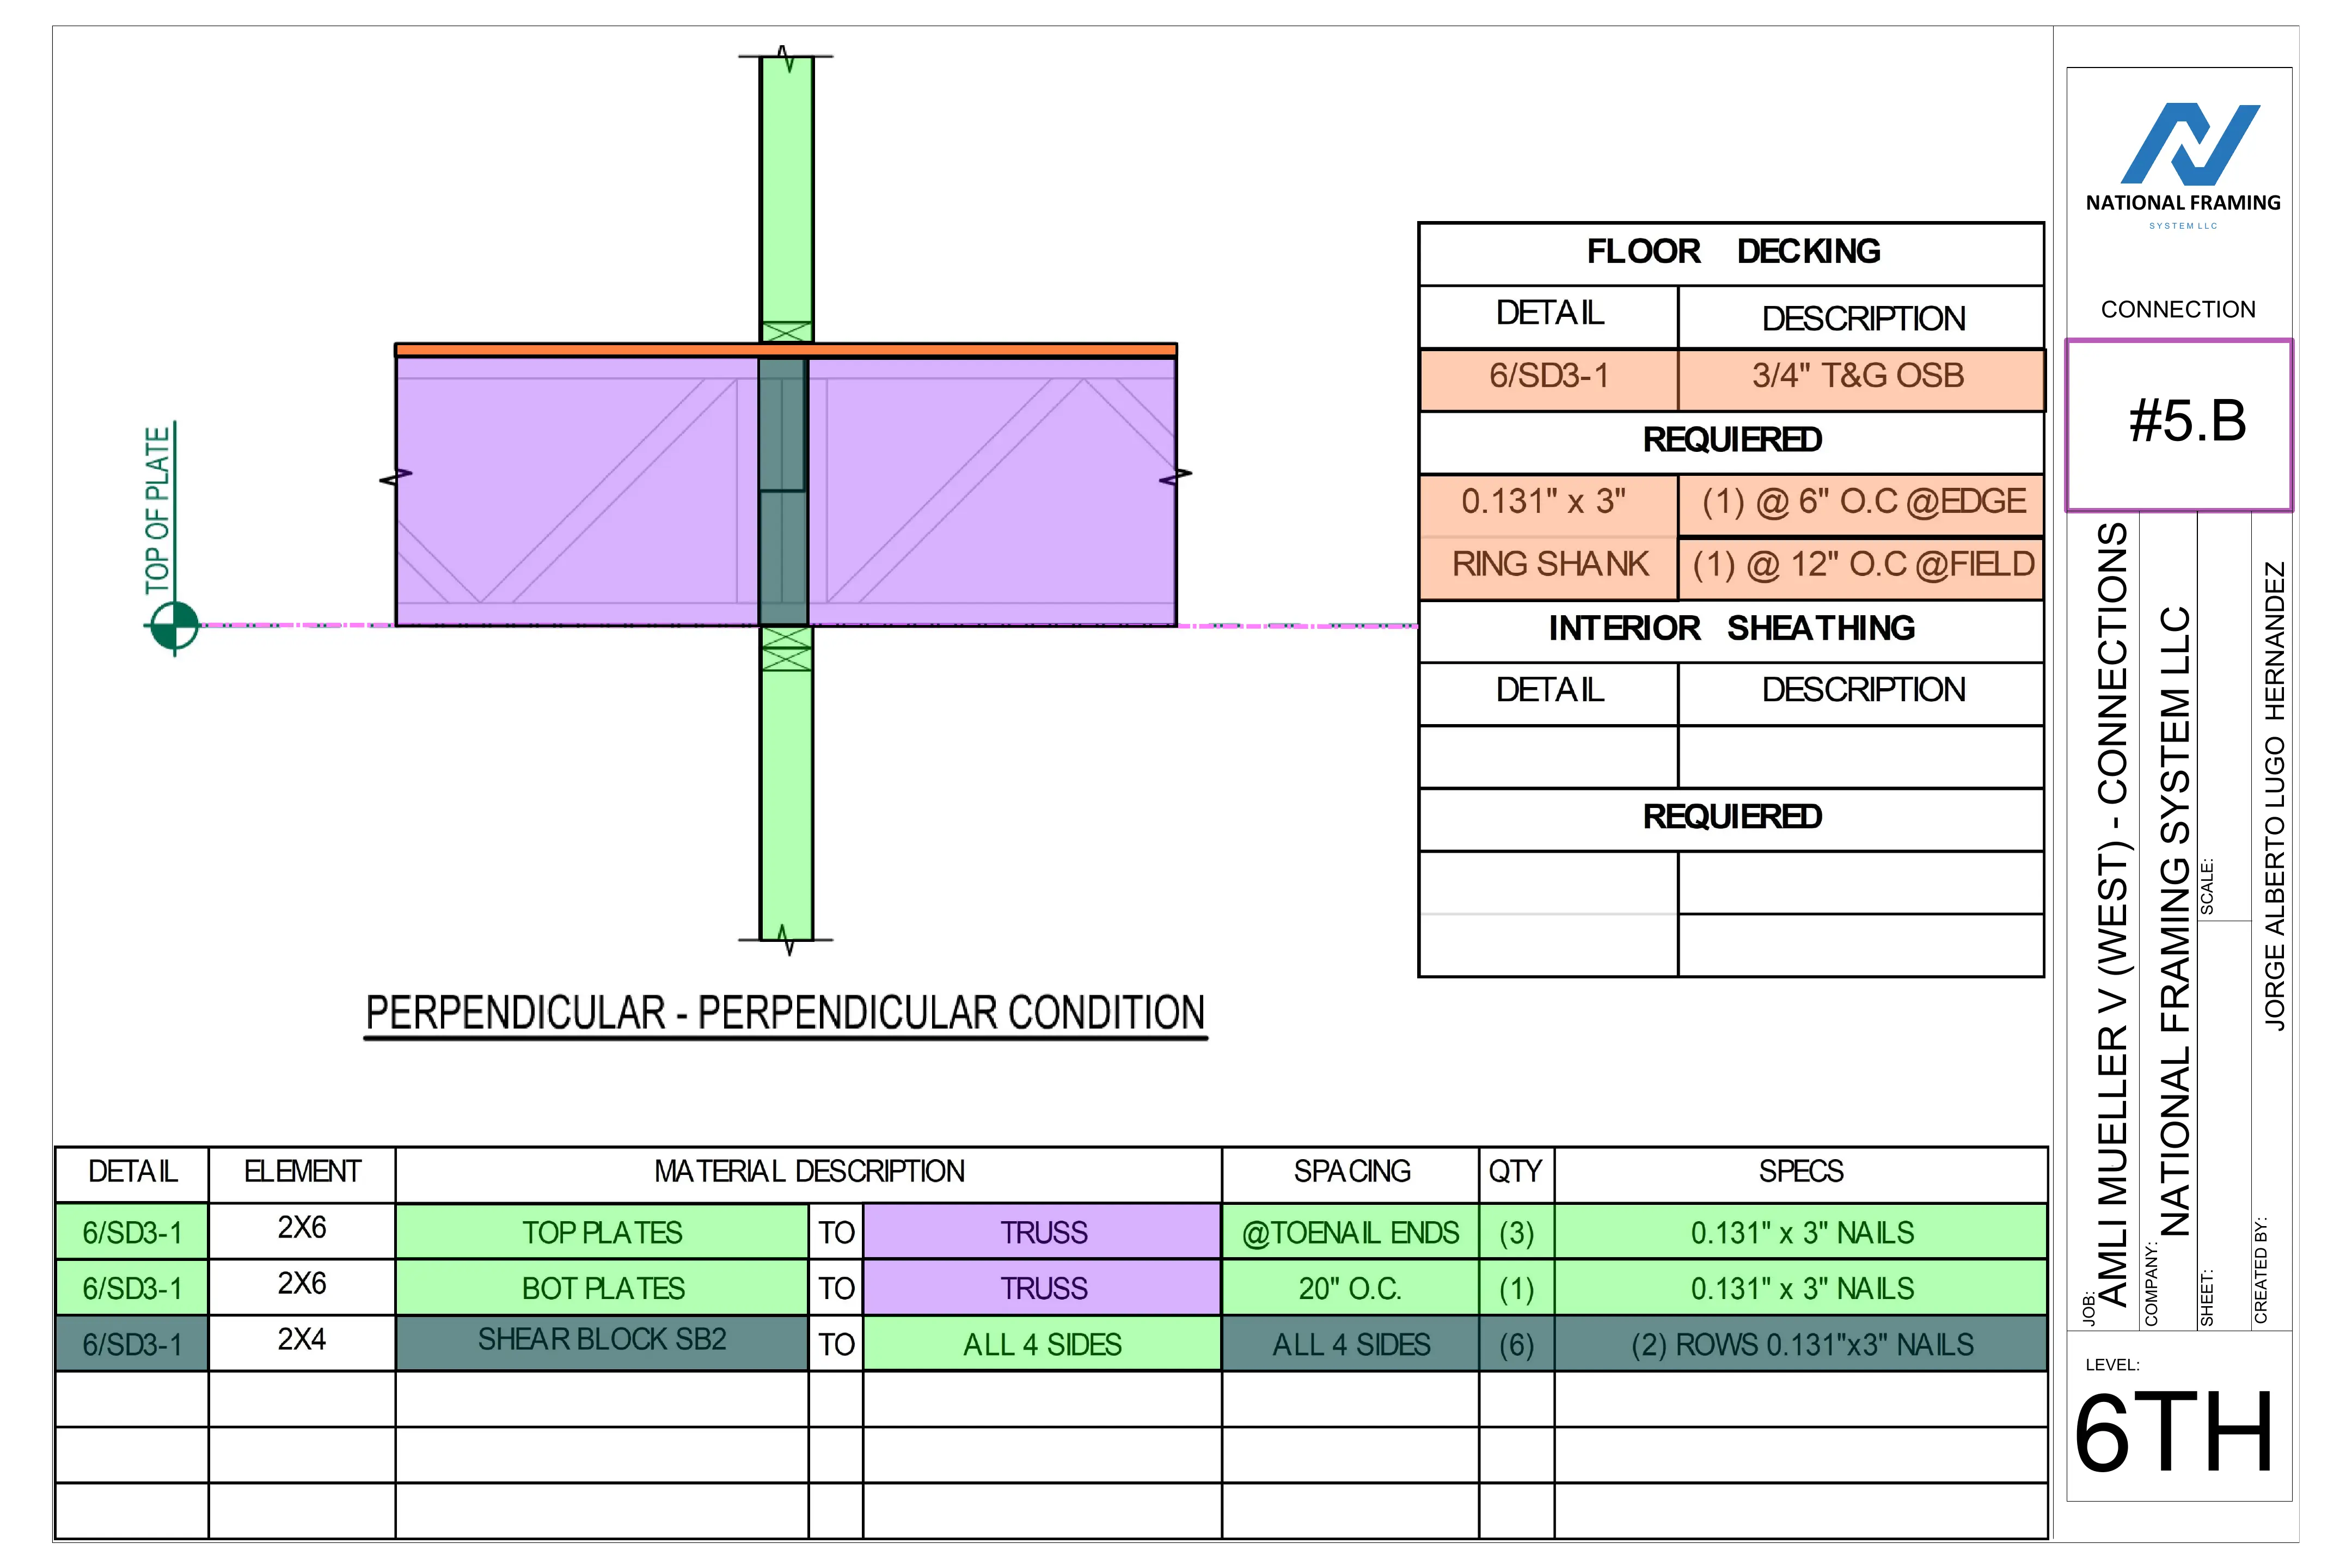 TOP OF PLATE
PERPENDICULAR - PERPENDICULAR CONDITION
FLOOR DECKING
DETAIL DESCRIPTION
6/SD3-1 3/4" T&G OSB
REQUIERED
0.131" x 3" (1) @ 6" O.C @EDGE
RING SHANK (1) @ 12" O.C @FIELD
INTERIOR SHEATHING
DETAIL DESCRIPTION
REQUIERED
DETAIL ELEMENT MATERIAL DESCRIPTION SPACING QTY SPECS
6/SD3-1 2X6 TOP PLATES TO TRUSS @TOENAIL ENDS (3) 0.131" x 3" NAILS
6/SD3-1 2X6 BOT PLATES TO TRUSS 20" O.C. (1) 0.131" x 3" NAILS
6/SD3-1 2X4 SHEAR BLOCK SB2 TO ALL 4 SIDES ALL 4 SIDES (6) (2) ROWS 0.131"x3" NAILS
NATIONAL FRAMING
SYSTEM LLC
CONNECTION
#5.B
JOB:
AMLI MUELLER V (WEST) - CONNECTIONS
COMPANY:
NATIONAL FRAMING SYSTEM LLC
SHEET:
SCALE:
CREATED BY:
JORGE ALBERTO LUGO HERNANDEZ
LEVEL:
6TH